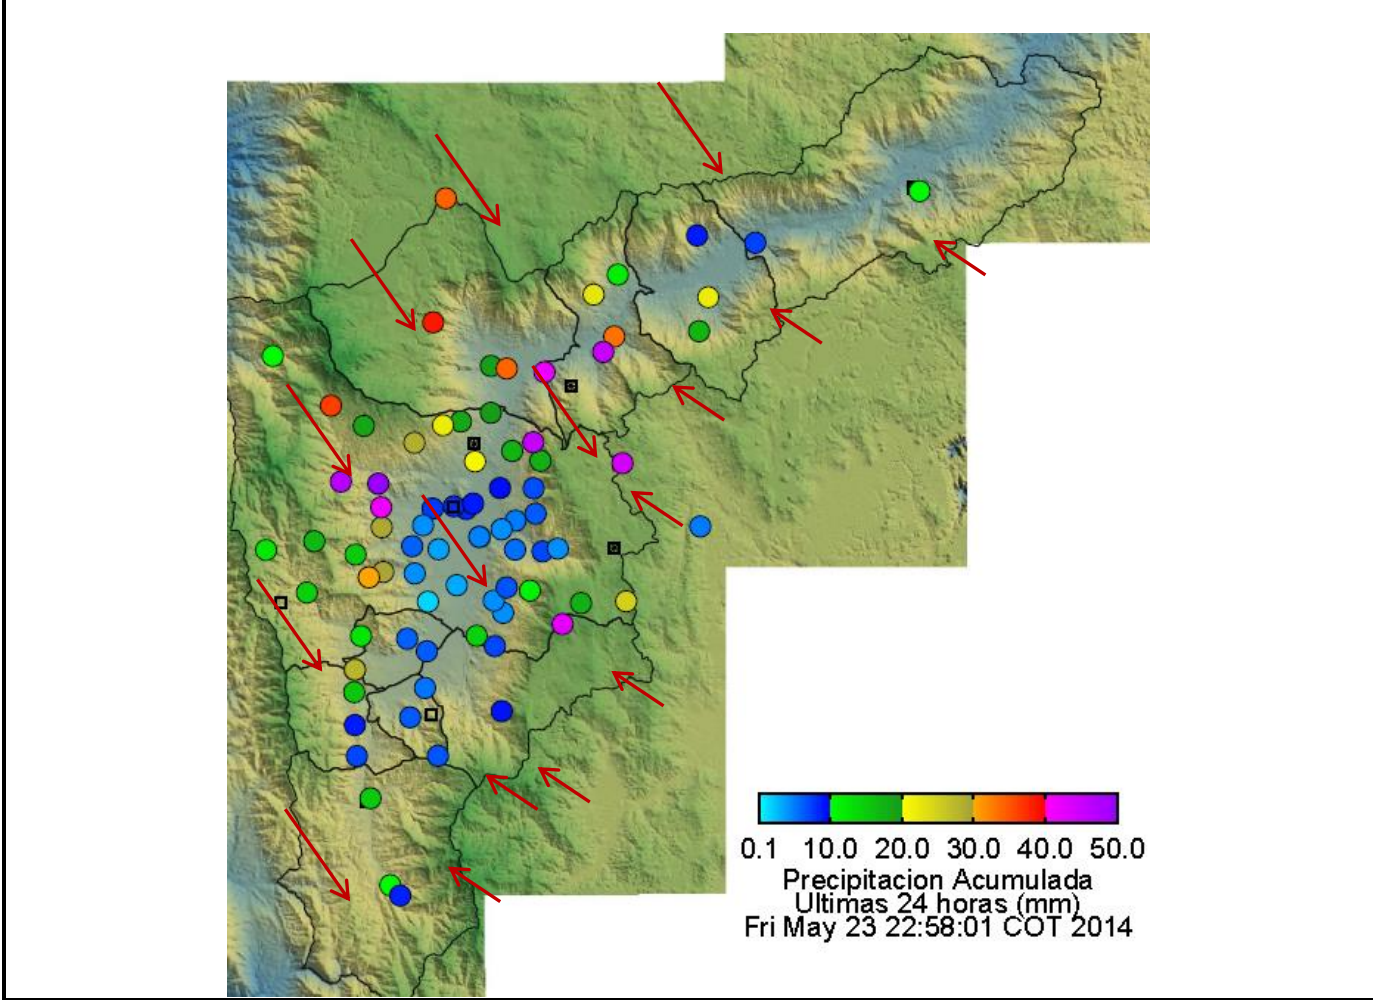 0.1 10.0 20.0 30.0 40.0 50.0
Precipitacion Acumulada
Ultimas 24 horas (mm)
Fri May 23 22:58:01 COT 2014